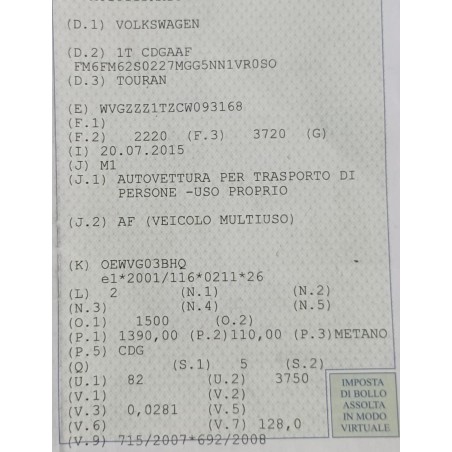 (D.1) VOLKSWAGEN
(D.2) 1T CDGAAF
FM6FM62S0227MGG5NN1VR0SO
(D.3) TOURAN
(E) WVGZZZ1TZCW093168
(F.1)
(F.2) 2220 (F.3) 3720 (G)
(I) 20.07.2015
(J) M1
(J.1) AUTOVETTURA PER TRASPORTO DI
PERSONE -USO PROPRIO
(J.2) AF (VEICOLO MULTIUSO)
(K) OEWVG03BHQ
e1*2001/116*0211*26
(L) 2 (N.1) (N.2)
(N.3) (N.4) (N.5)
(O.1) 1500 (O.2)
(P.1) 1390,00 (P.2)110,00 (P.3)METANO
(P.5) CDG
(Q) (S.1) 5 (S.2)
(U.1) 82 (U.2) 3750
(V.1) (V.2)
(V.3) 0,0281 (V.5)
(V.6) (V.7) 128,0
(V.9) 715/2007*692/2008
IMPOSTA
DI BOLLO
ASSOLTA
IN MODO
VIRTUALE